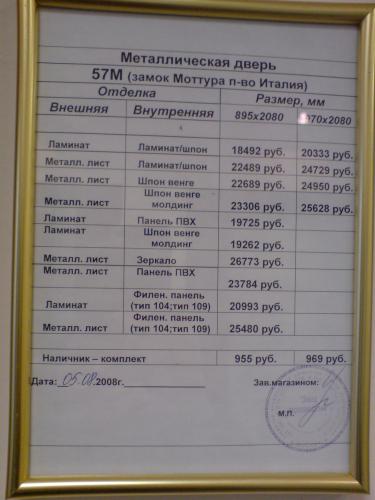 Металлическая дверь
57М (замок Моттура п-во Италия)
Отделка Размер, мм
Внешняя Внутренняя 895х2080 970х2080
Ламинат Ламинат/шпон 18492 руб. 20333 руб.
Металл. лист Ламинат/шпон 22489 руб. 24729 руб.
Металл. лист Шпон венге 22689 руб. 24950 руб.
Металл. лист Шпон венге молдинг 23306 руб. 25628 руб.
Ламинат Панель ПВХ 19725 руб.
Ламинат Шпон венге молдинг 19262 руб.
Металл. лист Зеркало 26773 руб.
Металл. лист Панель ПВХ 23784 руб.
Ламинат Филен. панель (тип 104;тип 109) 20993 руб.
Металл. лист Филен. панель (тип 104;тип 109) 25480 руб.
Наличник – комплект 955 руб. 969 руб.
Дата: 05.08.2008г. Зав.магазином:
М.П.